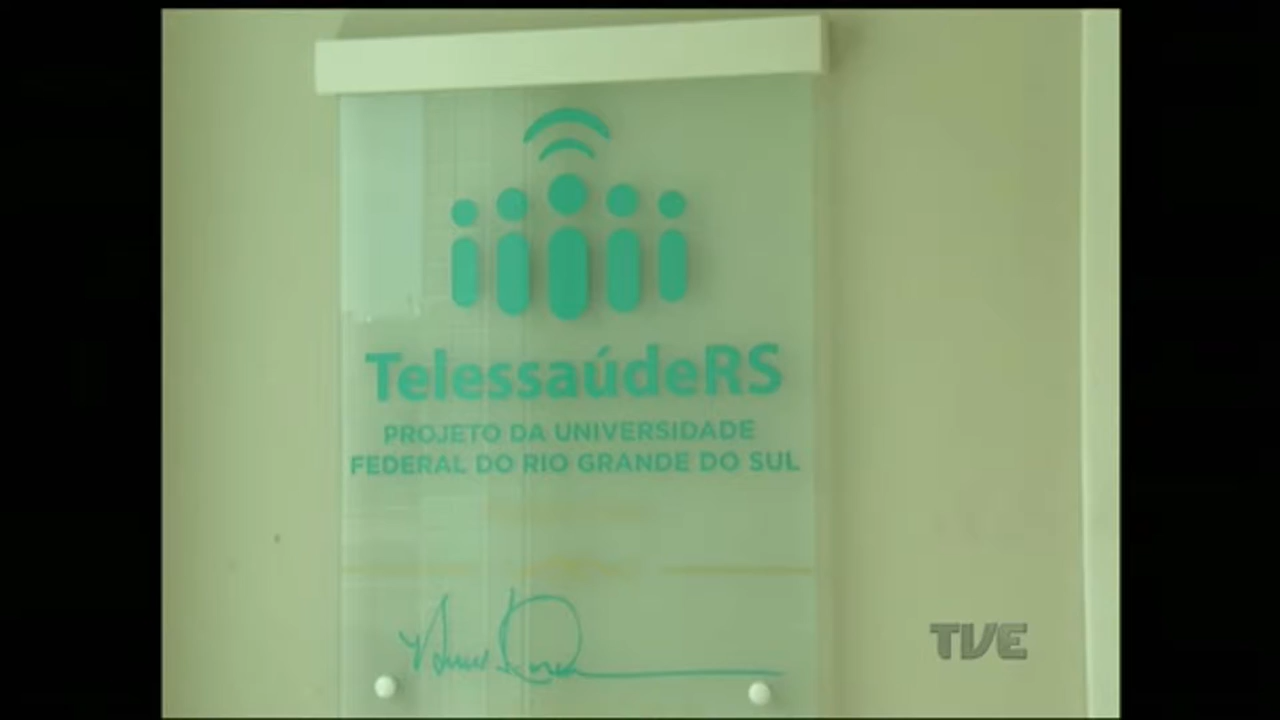 TelessaúdeRS
PROJETO DA UNIVERSIDADE
FEDERAL DO RIO GRANDE DO SUL
TVE